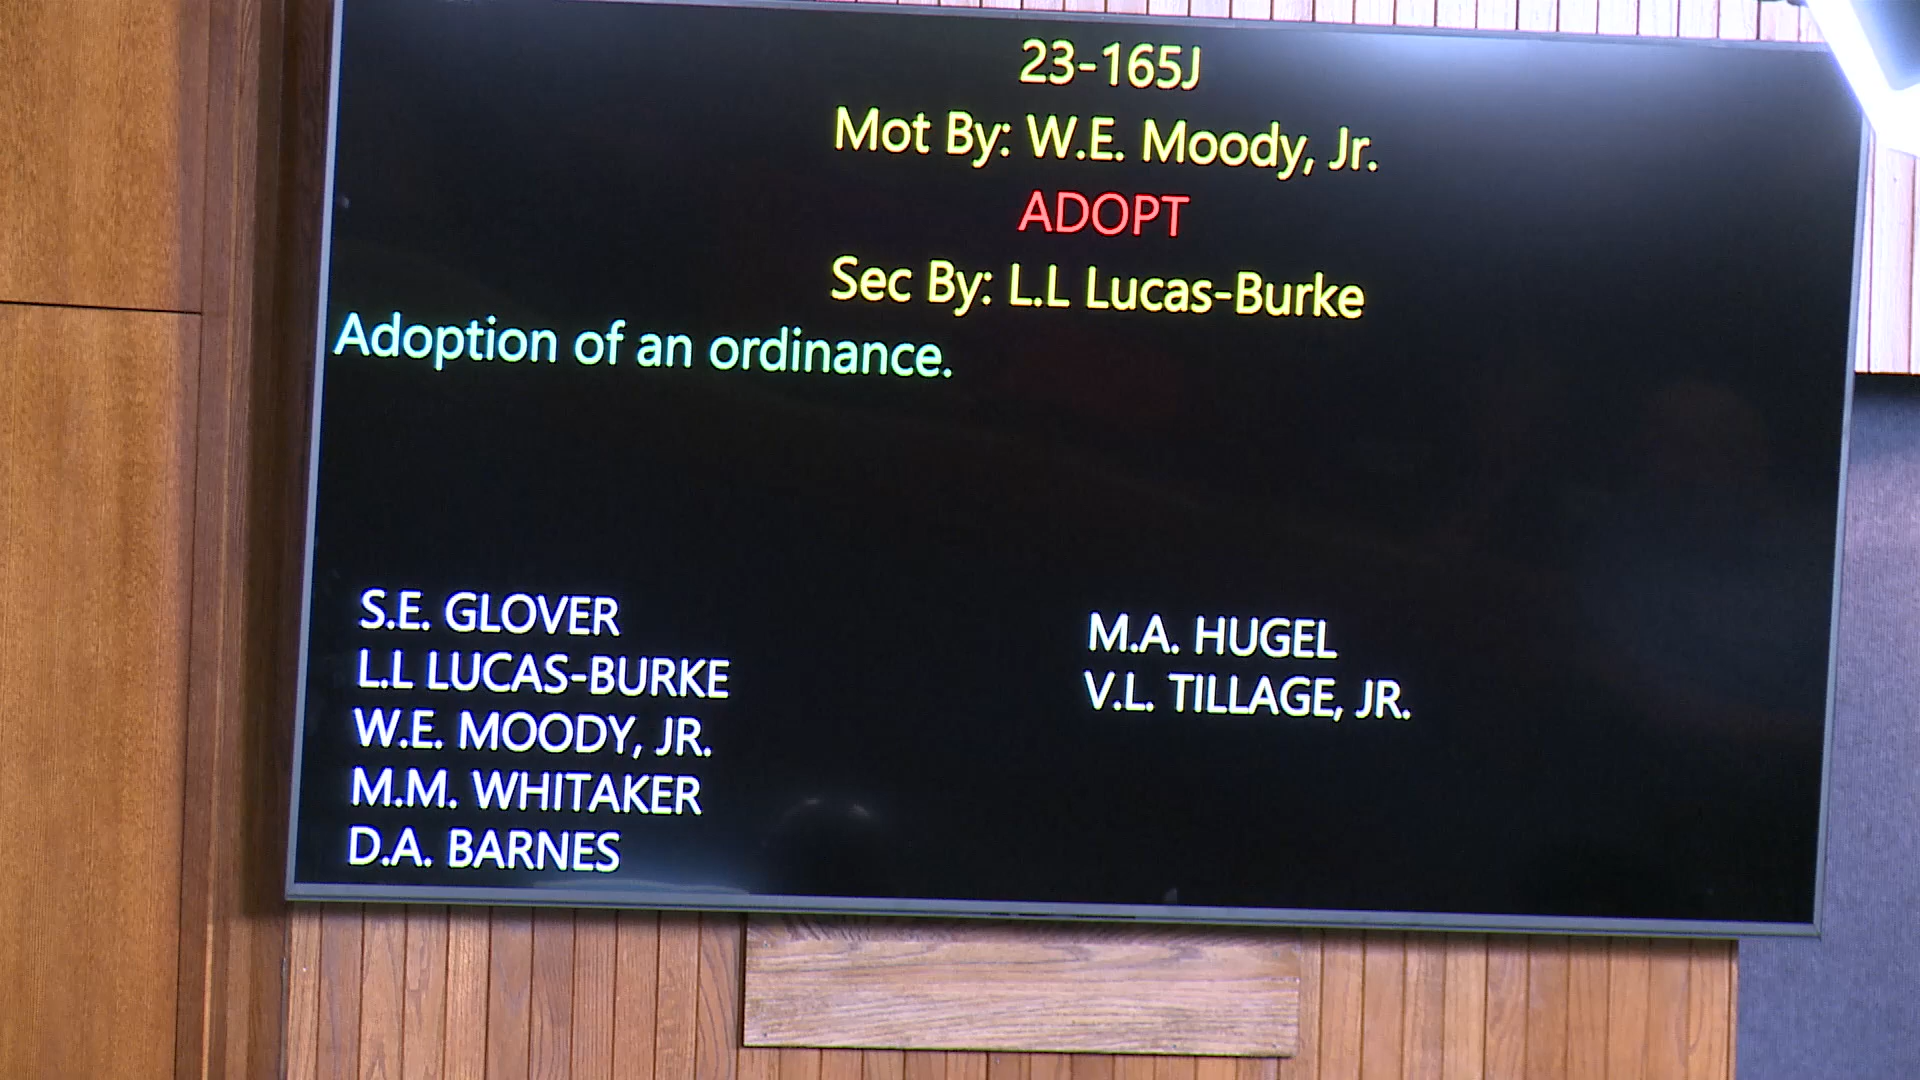 23-165J
Mot By: W.E. Moody, Jr.
ADOPT
Sec By: L.L Lucas-Burke
Adoption of an ordinance.
S.E. GLOVER
L.L LUCAS-BURKE
W.E. MOODY, JR.
M.M. WHITAKER
D.A. BARNES
M.A. HUGEL
V.L. TILLAGE, JR.